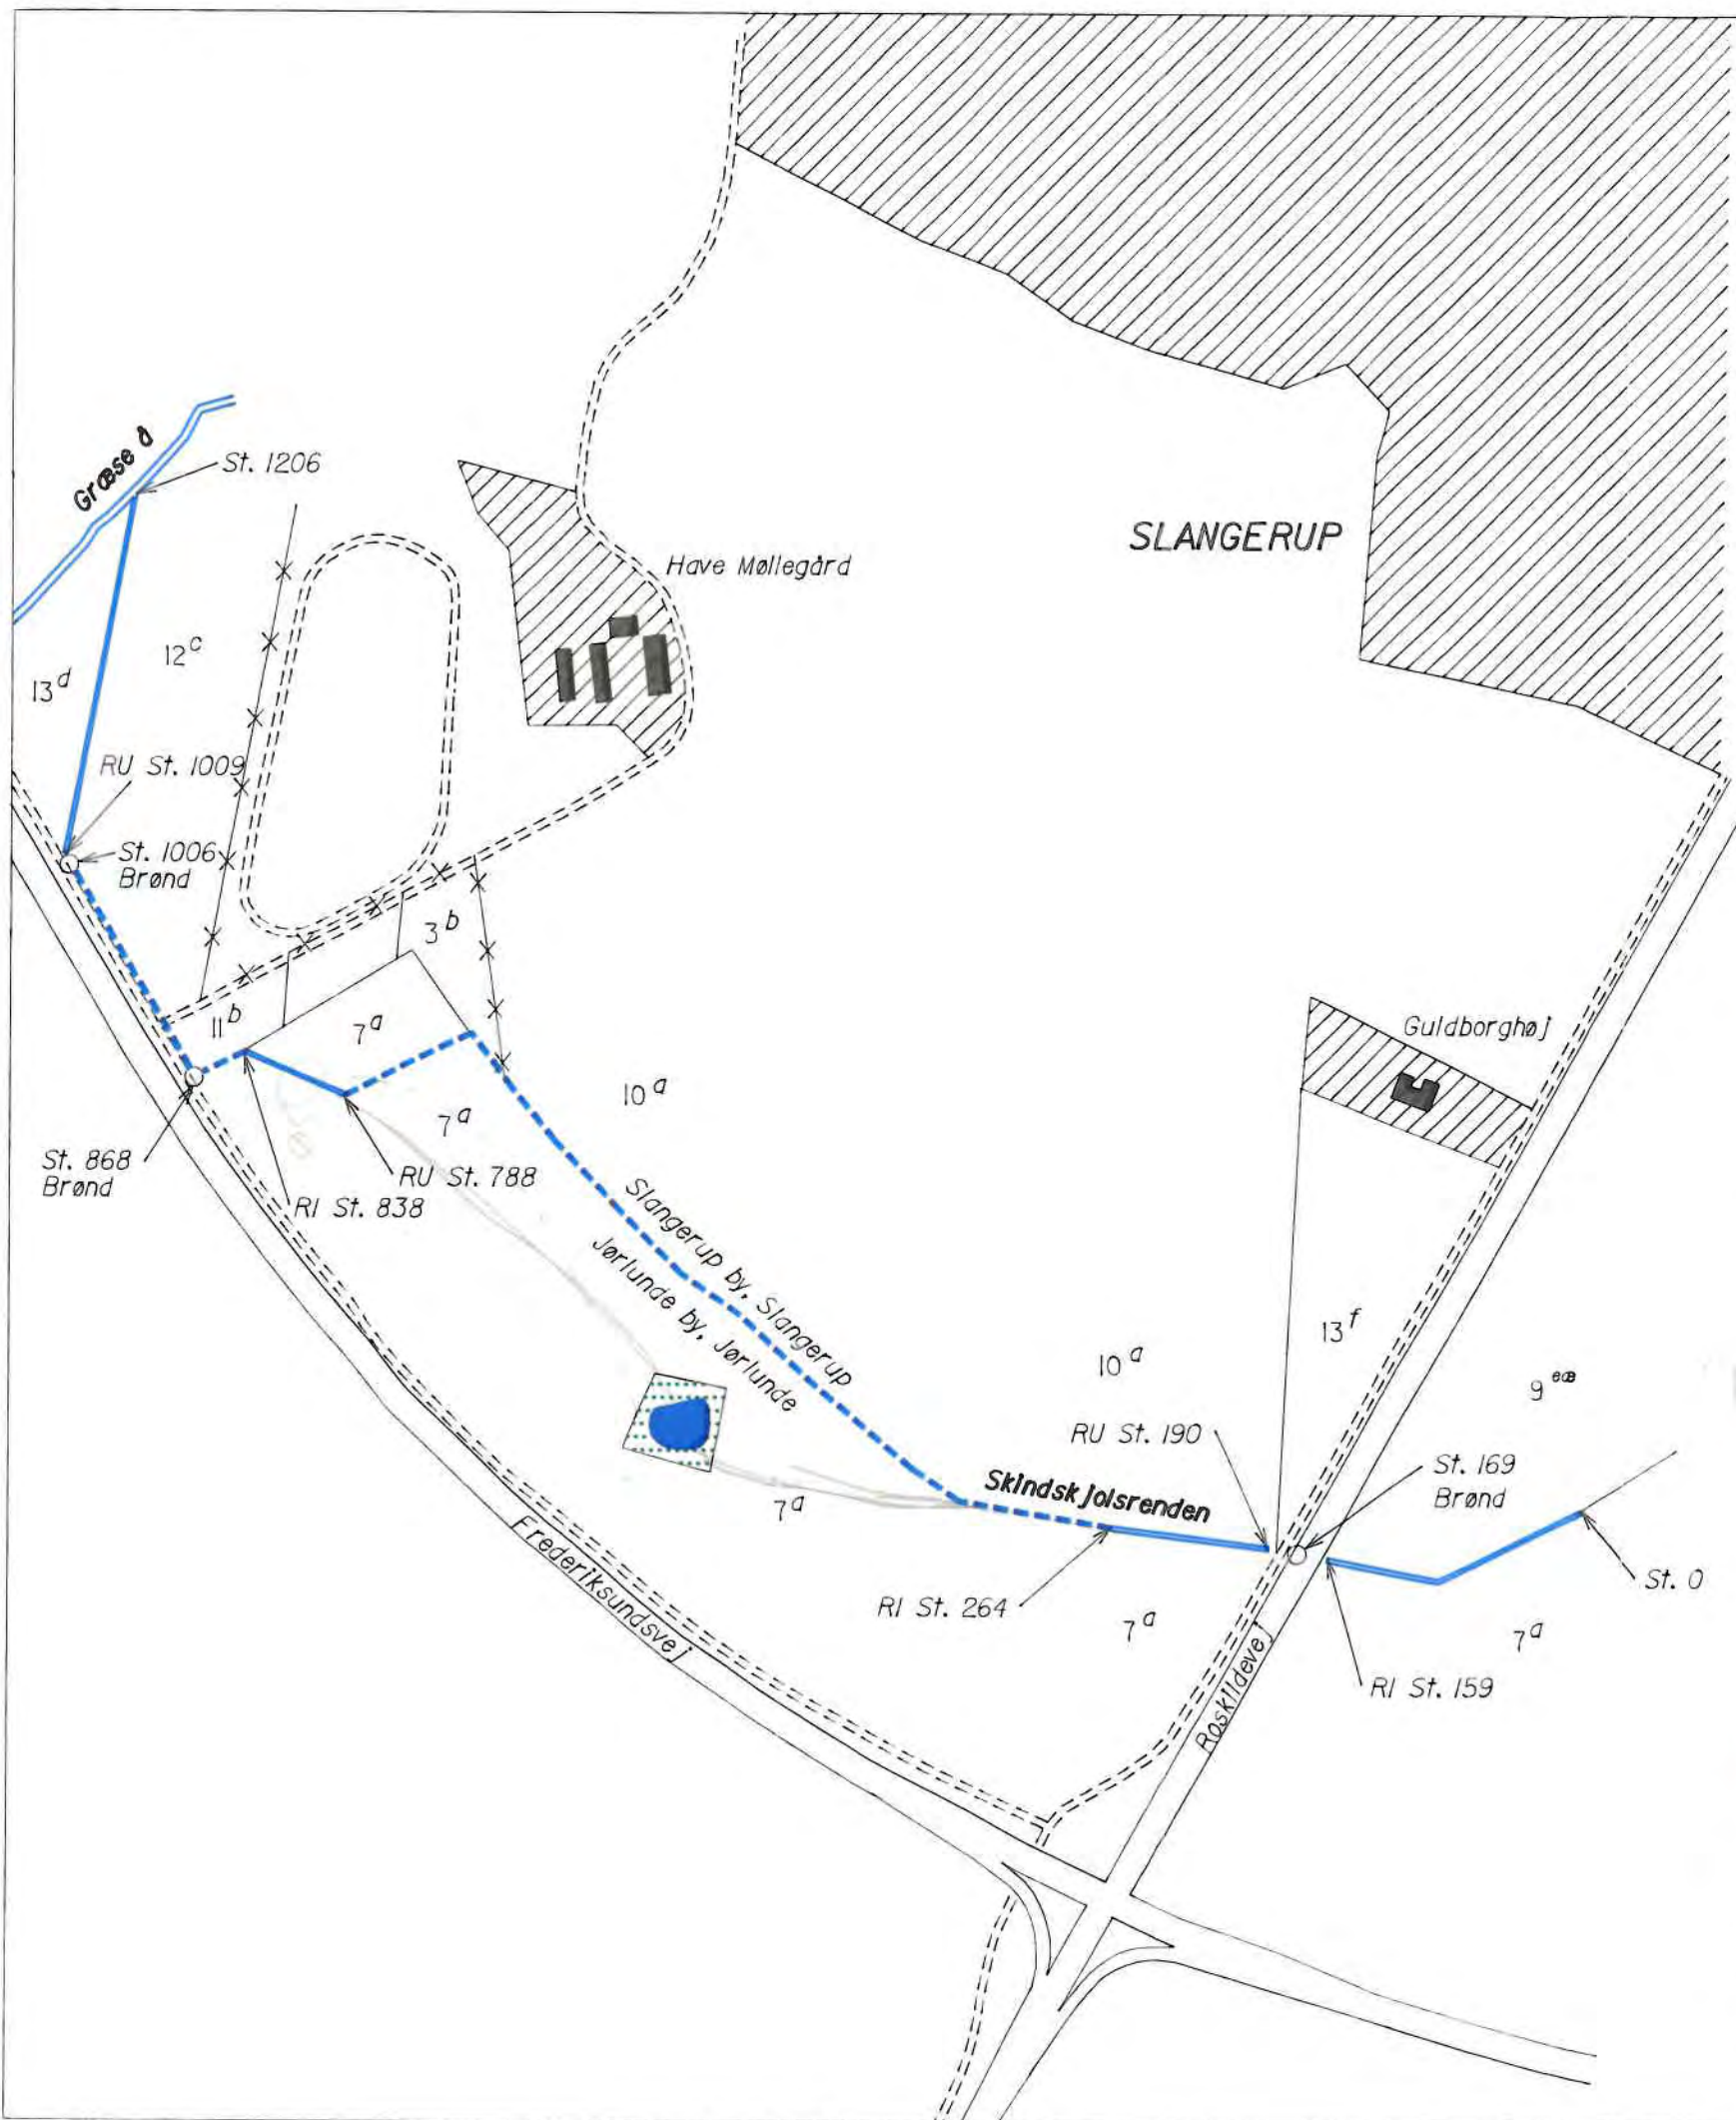 Græse å
St. 1206
SLANGERUP
Have Møllegård
12c
13d
RU St. 1009
St. 1006
Brønd
3b
11b
7a
Guldborghøj
10a
7a
St. 868
Brønd
RU St. 788
RI St. 838
Slangerup by, Slangerup
Jørlunde by, Jørlunde
13f
10a
9eæ
RU St. 190
St. 169
Brønd
Skindskjolsrenden
7a
Frederiksundsvej
RI St. 264
St. 0
7a
7a
Roskildevej
RI St. 159